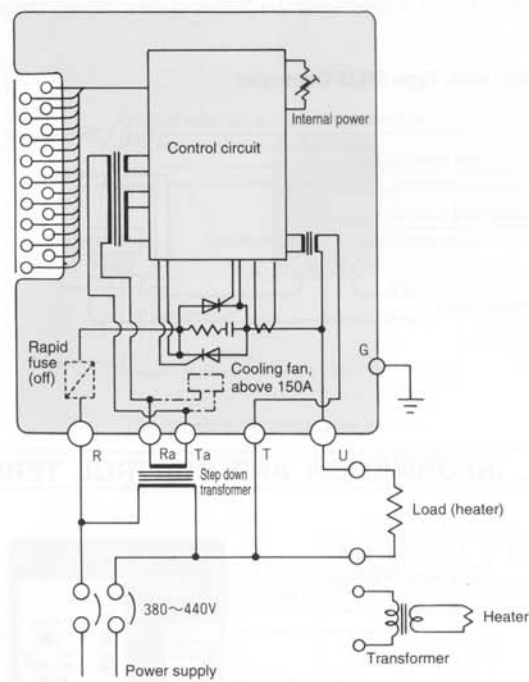 Internal power
Control circuit
Rapid
fuse
(off)
Cooling fan,
above 150A
G
R
Ra
Ta
T
U
Step down
transformer
Load (heater)
380～440V
Heater
Transformer
Power supply